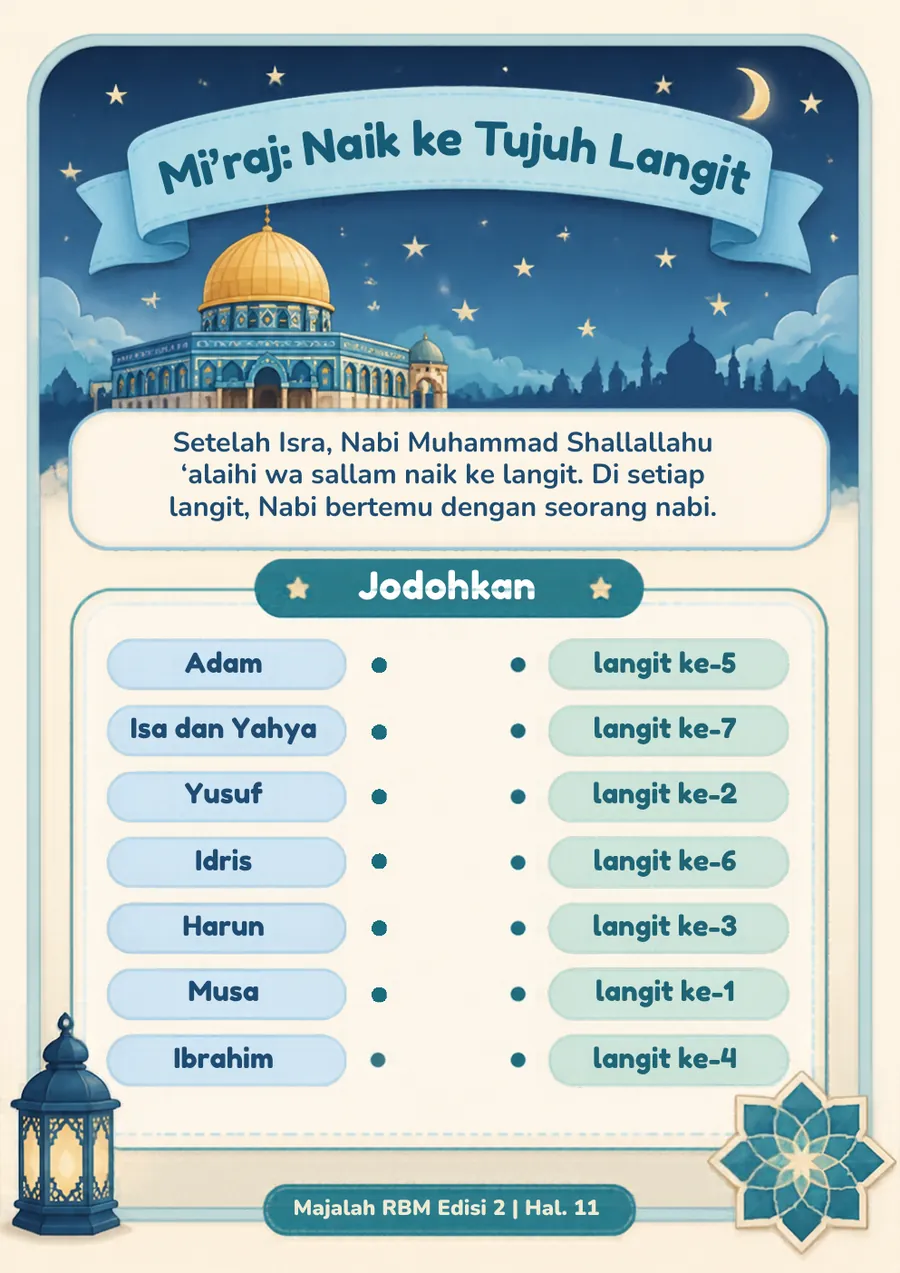 Mi'raj: Naik ke Tujuh Langit
Setelah Isra, Nabi Muhammad Shallallahu
‘alaihi wa sallam naik ke langit. Di setiap
langit, Nabi bertemu dengan seorang nabi.
Jodohkan
Adam langit ke-5
Isa dan Yahya langit ke-7
Yusuf langit ke-2
Idris langit ke-6
Harun langit ke-3
Musa langit ke-1
Ibrahim langit ke-4
Majalah RBM Edisi 2 | Hal. 11